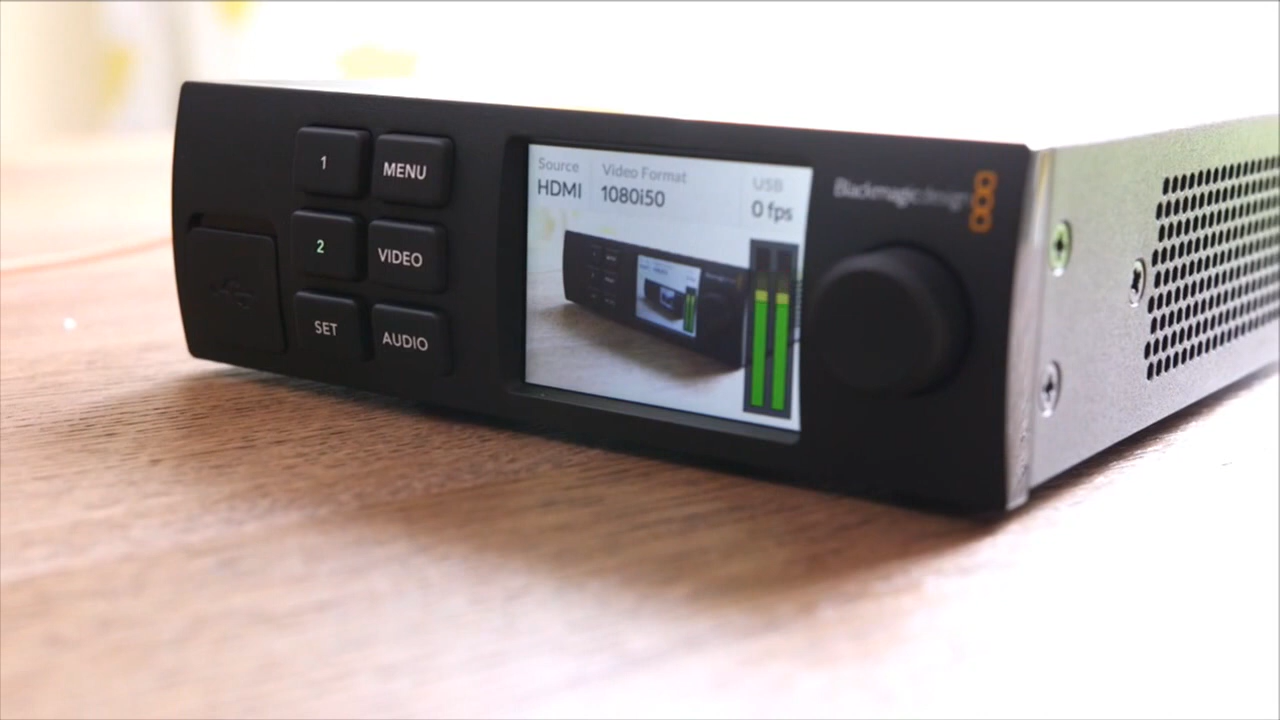 1
MENU
2
VIDEO
SET
AUDIO
Source
HDMI
Video Format
1080i50
USB
0 fps
Blackmagicdesign